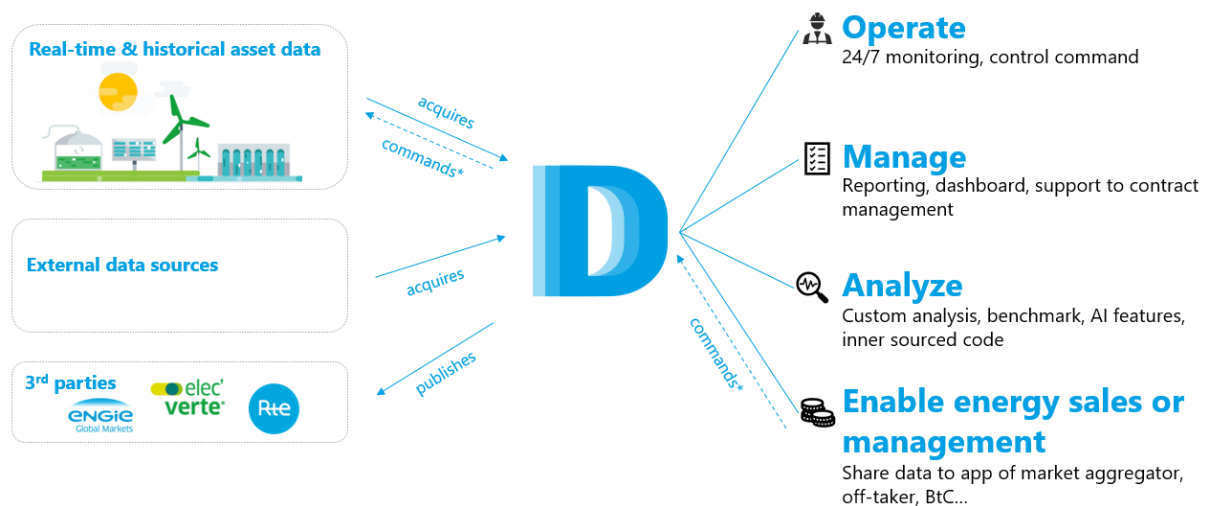 Real-time & historical asset data
acquires
commands*
External data sources
acquires
3rd parties
ENGIE
Global Markets
elec'
verte*
Rte
publishes
D
Operate
24/7 monitoring, control command
Manage
Reporting, dashboard, support to contract
management
Analyze
Custom analysis, benchmark, AI features,
inner sourced code
commands*
Enable energy sales or
management
Share data to app of market aggregator,
off-taker, BtC...